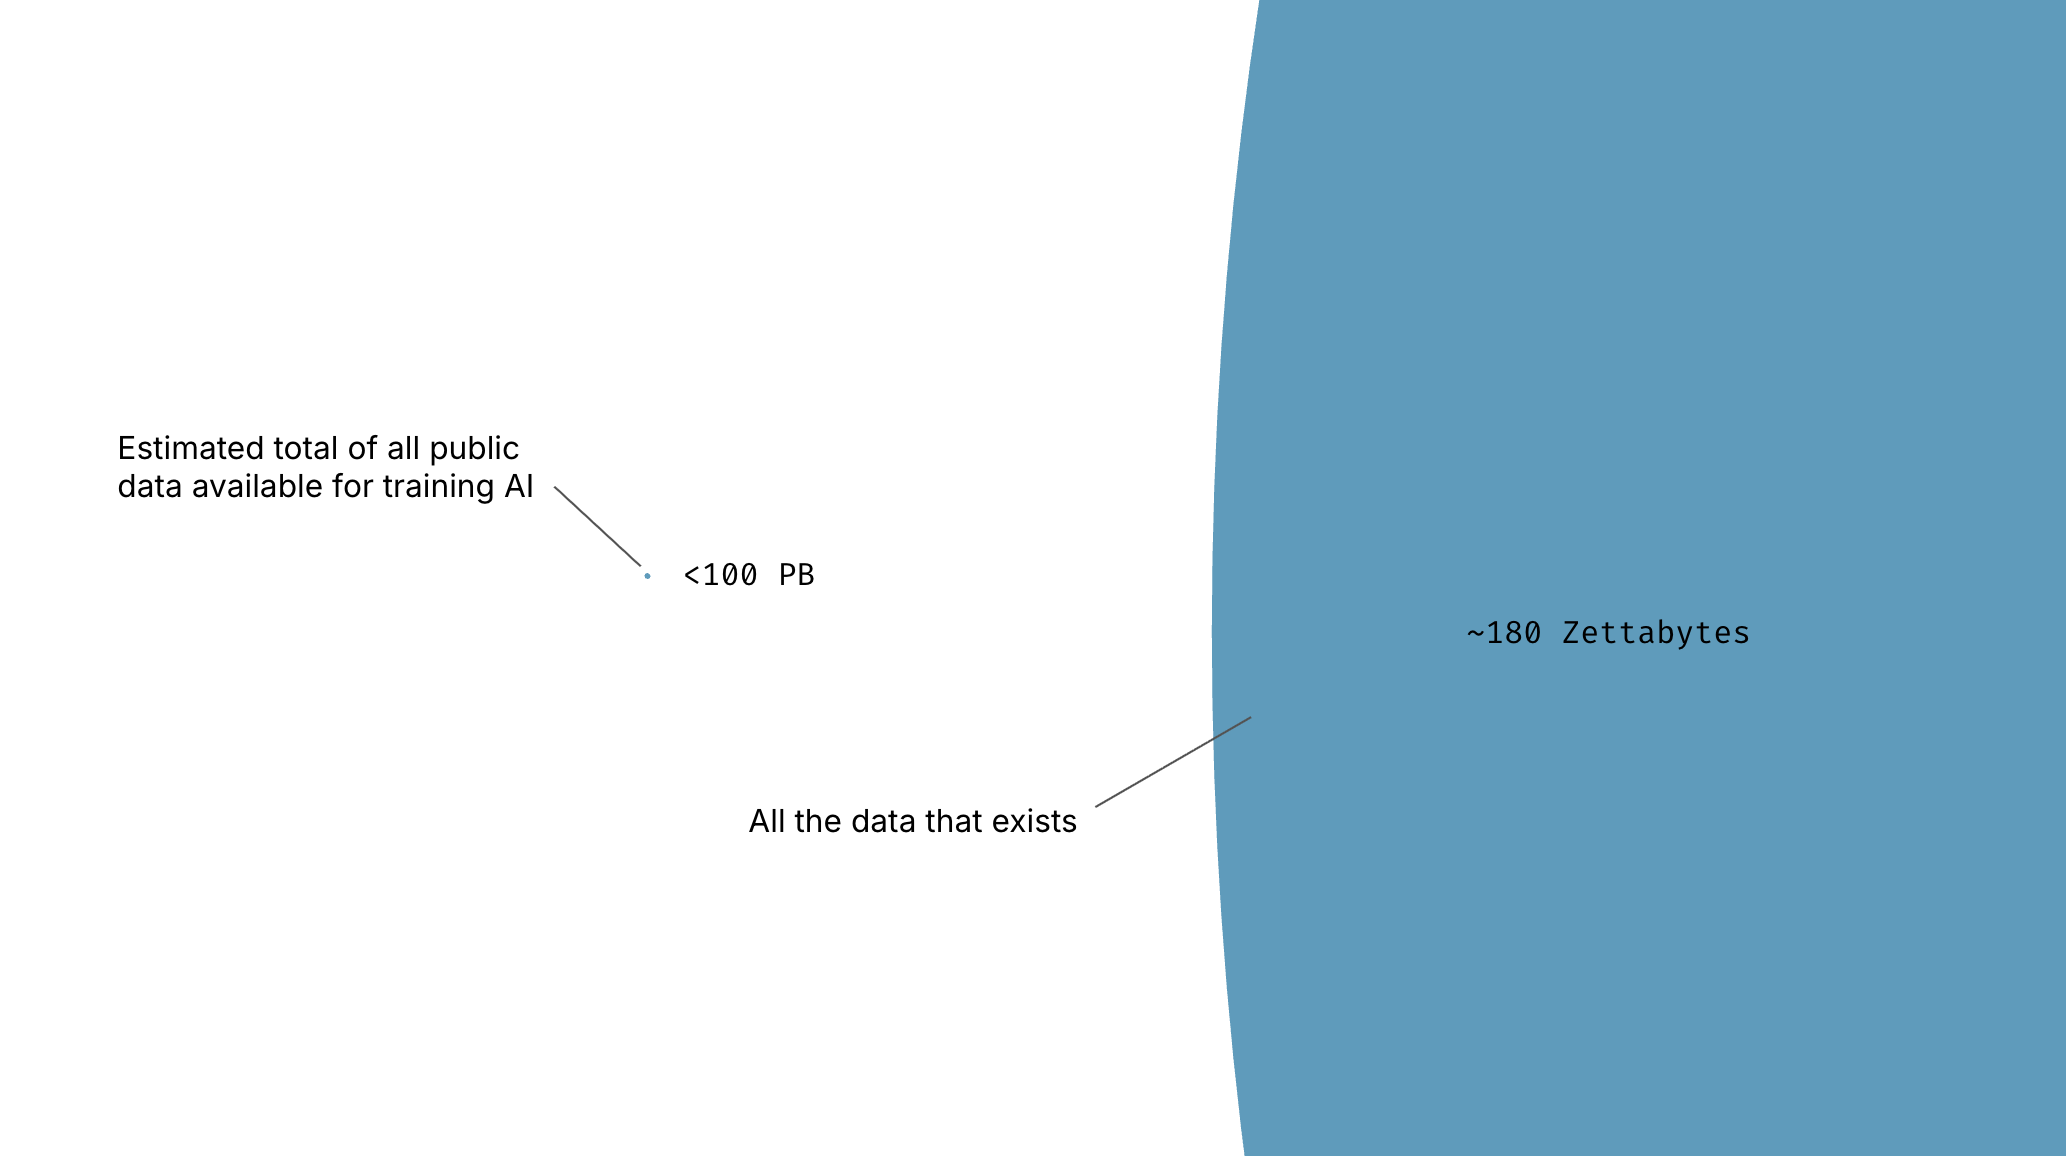 Estimated total of all public
data available for training AI
<100 PB
~180 Zettabytes
All the data that exists